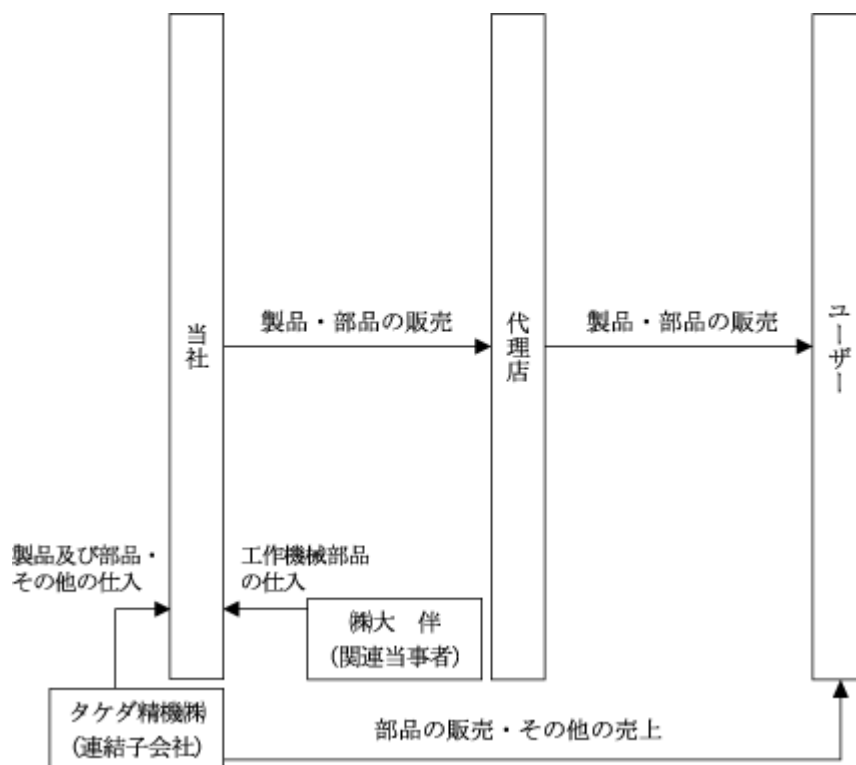 当社
製品・部品の販売
代理店
製品・部品の販売
ユーザー
製品及び部品・
その他の仕入
工作機械部品
の仕入
㈱大　伴
(関連当事者)
タケダ精機㈱
(連結子会社)
部品の販売・その他の売上